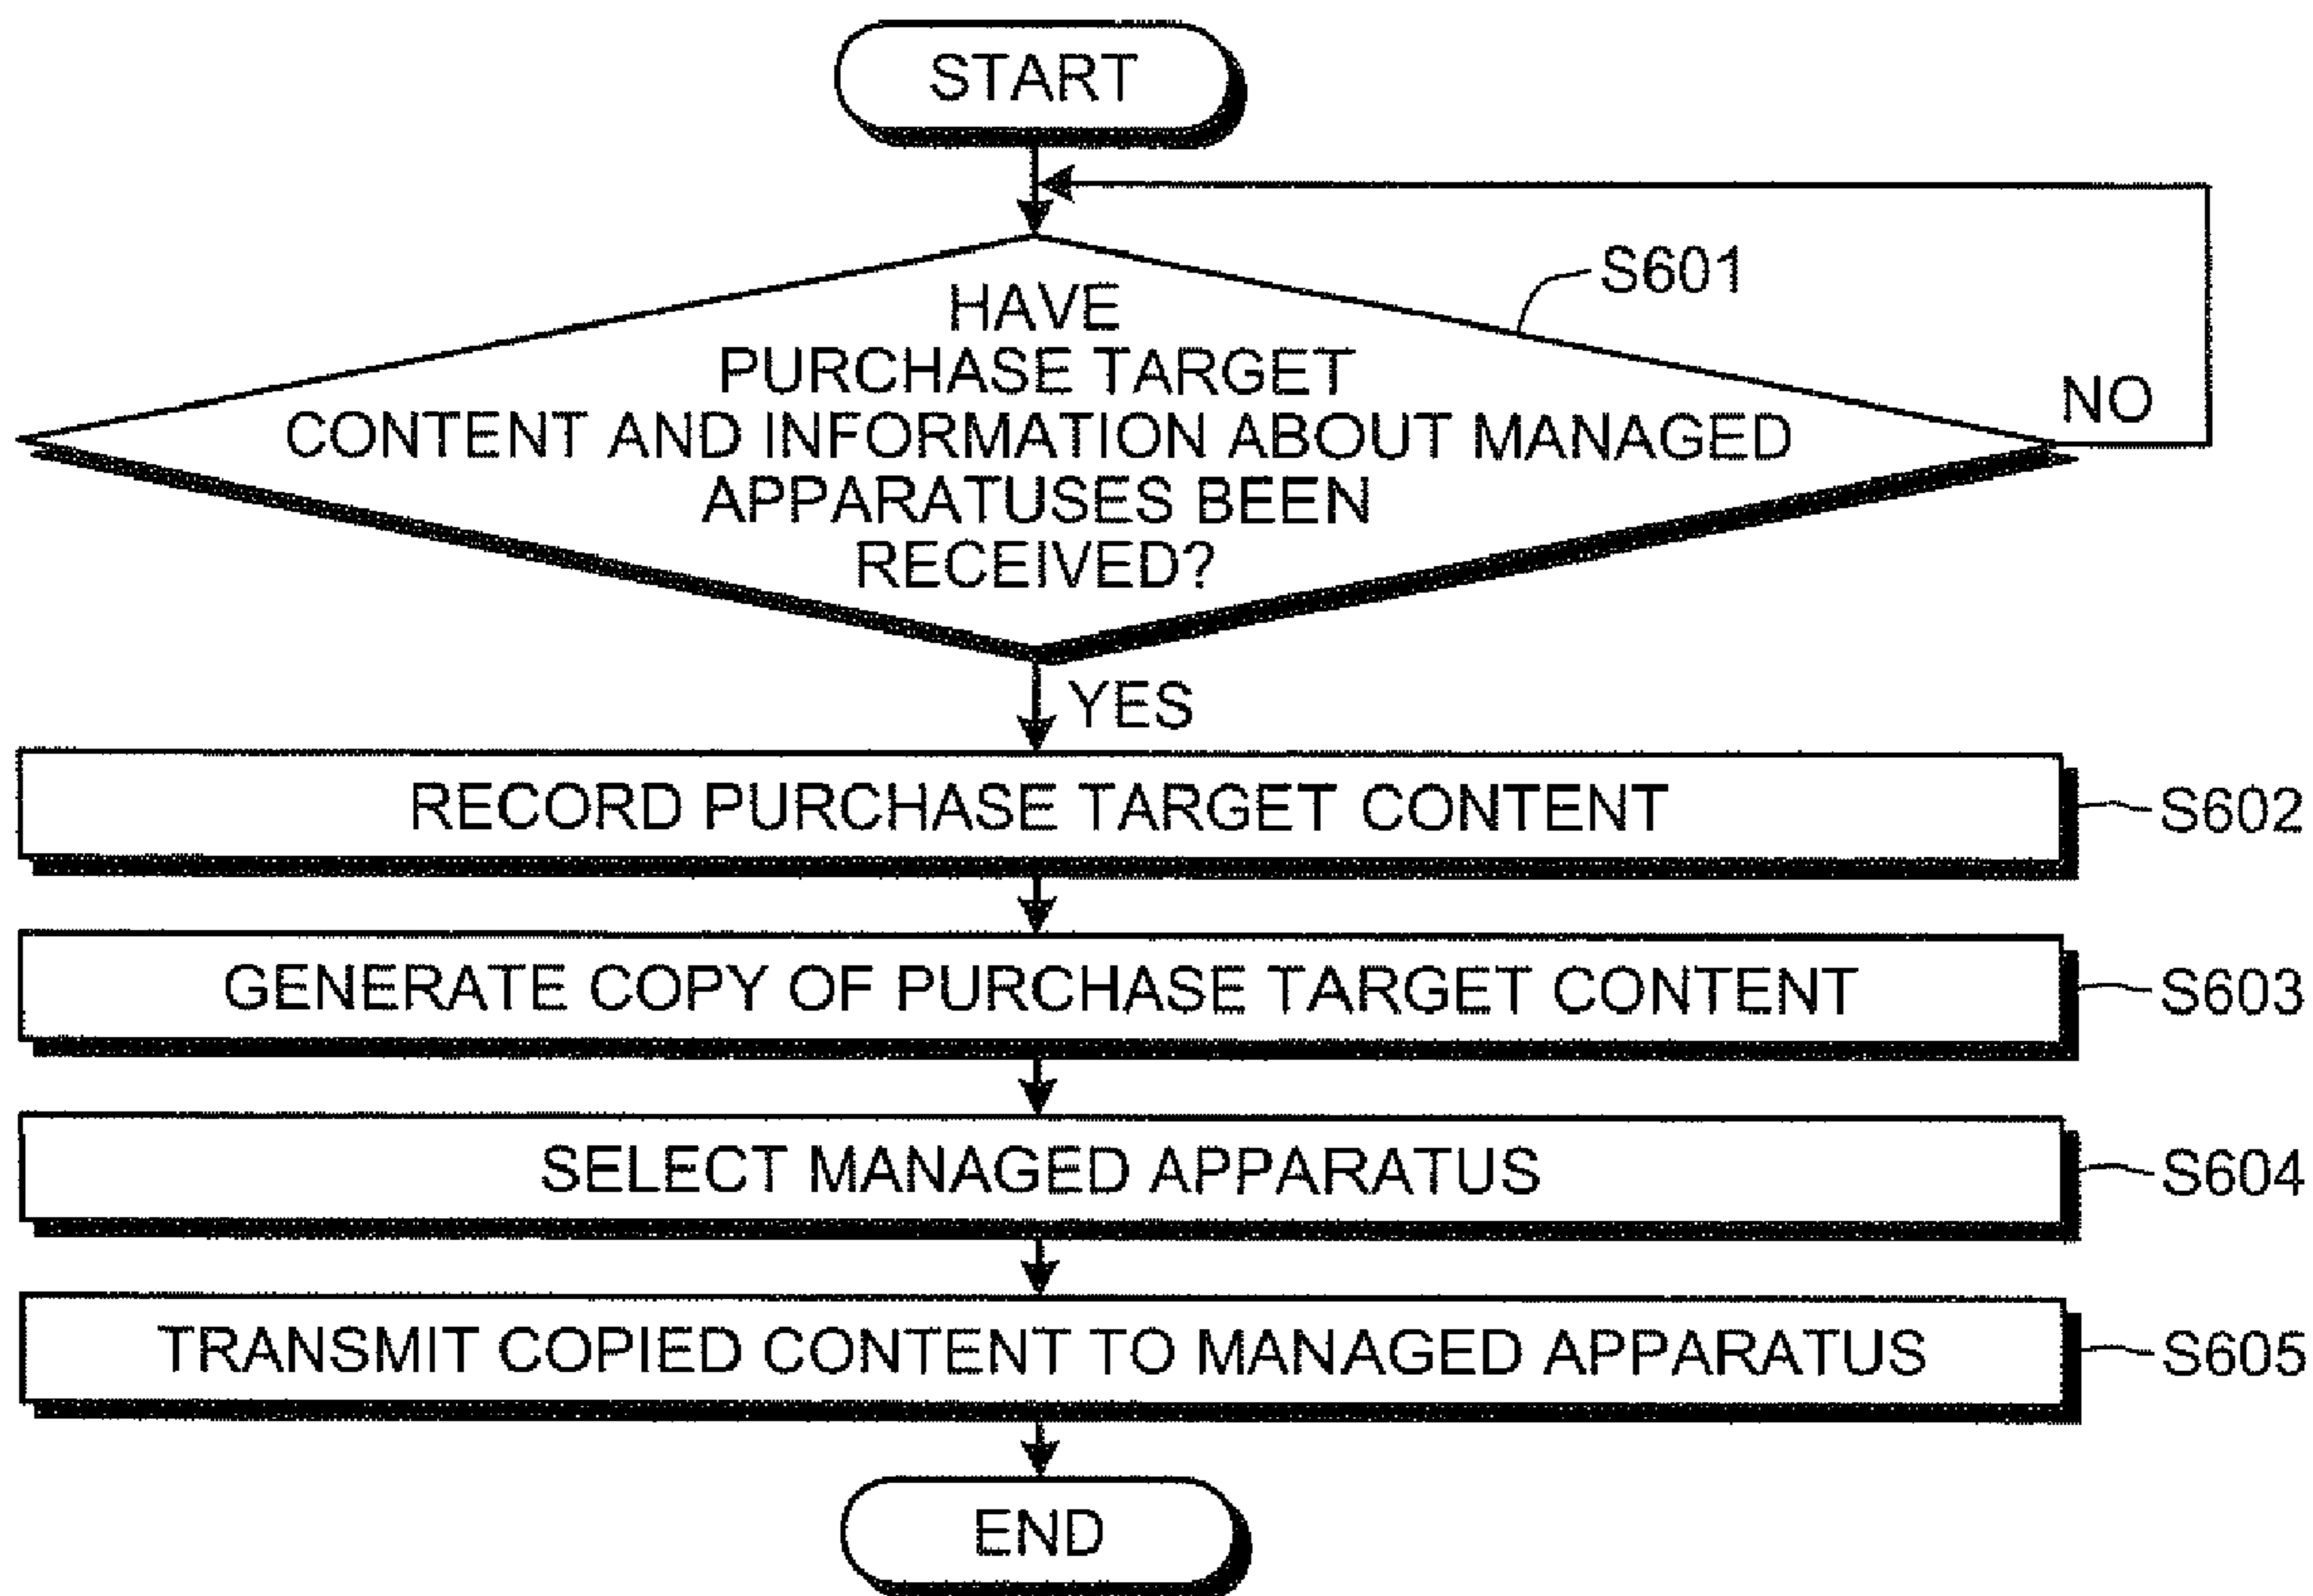 START
S601
HAVE
PURCHASE TARGET
CONTENT AND INFORMATION ABOUT MANAGED
APPARATUSES BEEN
RECEIVED?
NO
YES
RECORD PURCHASE TARGET CONTENT
S602
GENERATE COPY OF PURCHASE TARGET CONTENT
S603
SELECT MANAGED APPARATUS
S604
TRANSMIT COPIED CONTENT TO MANAGED APPARATUS
S605
END